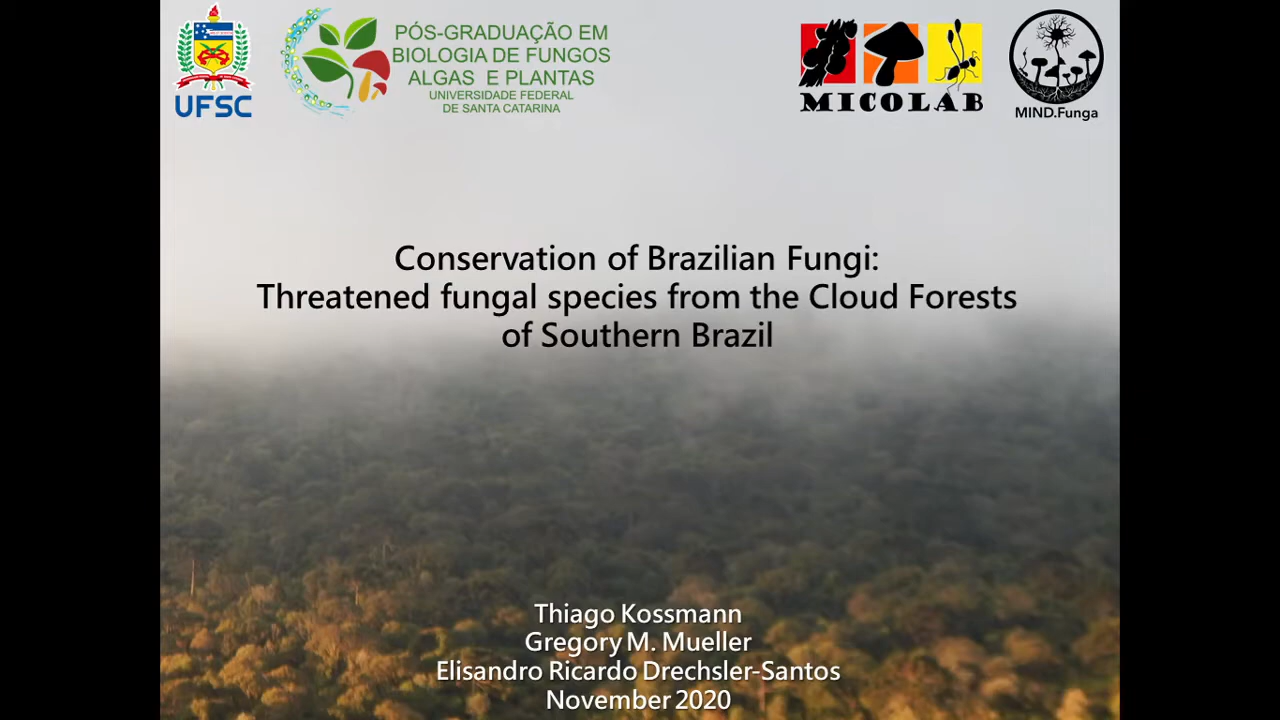 UFSC
PÓS-GRADUAÇÃO EM
BIOLOGIA DE FUNGOS
ALGAS E PLANTAS
UNIVERSIDADE FEDERAL
DE SANTA CATARINA
MICOLAB
MIND.Funga
Conservation of Brazilian Fungi:
Threatened fungal species from the Cloud Forests
of Southern Brazil
Thiago Kossmann
Gregory M. Mueller
Elisandro Ricardo Drechsler-Santos
November 2020